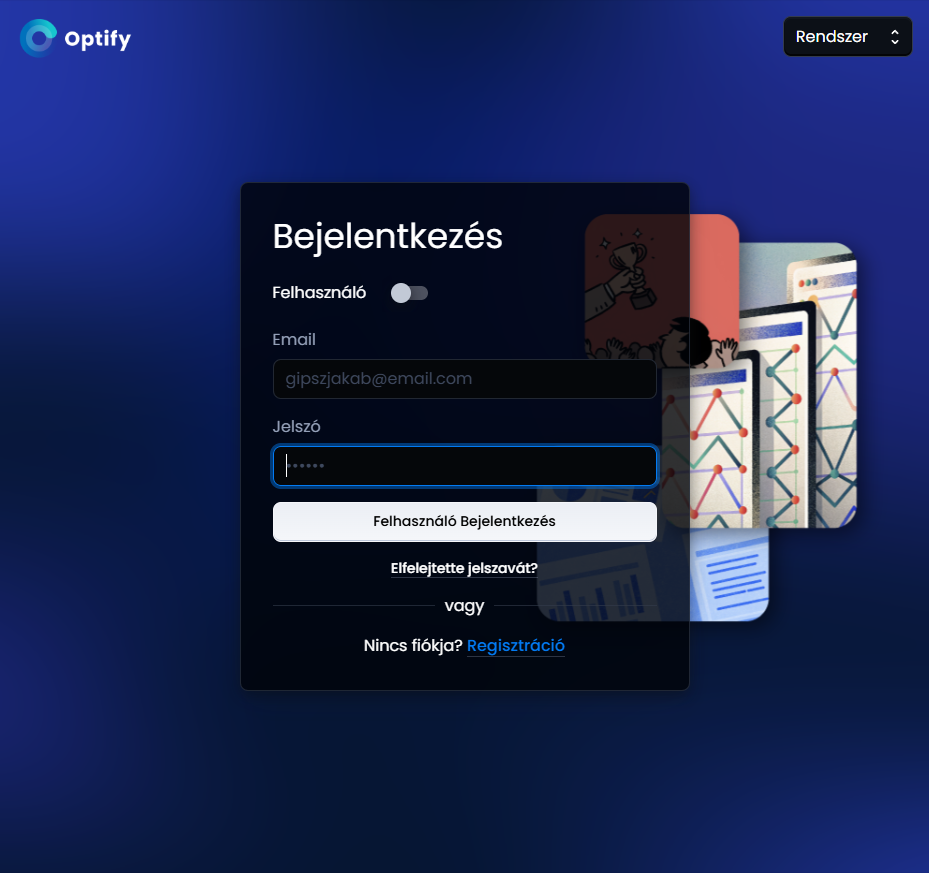 Optify
Rendszer
Bejelentkezés
Felhasználó
Email
gipszjakab@email.com
Jelszó
••••••
Felhasználó Bejelentkezés
Elfelejtette jelszavát?
vagy
Nincs fiókja? Regisztráció